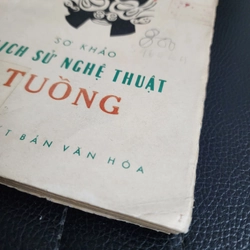 SƠ KHẢO
ỊCH SỬ NGHỆ THUẬT
TUỒNG
T BẢN VĂN HÓA